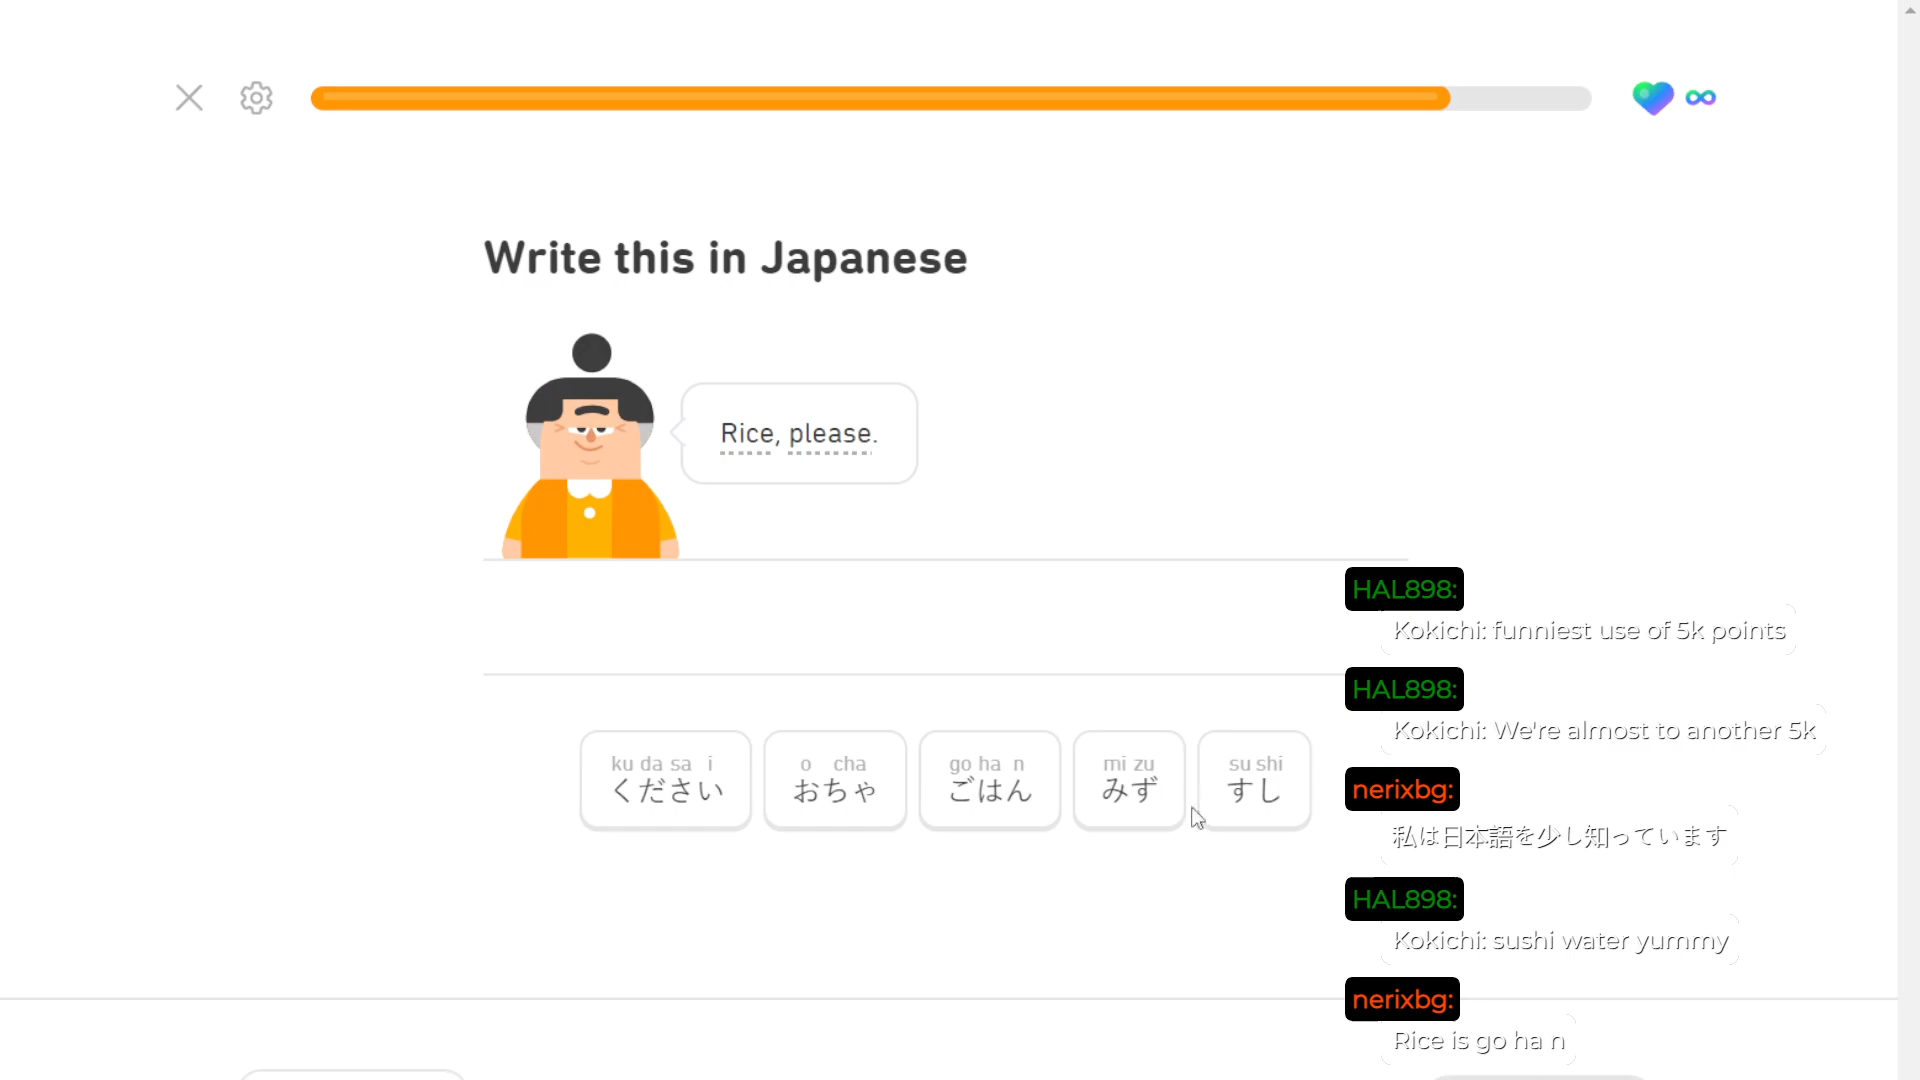 Write this in Japanese
Rice, please.
ku da sa i
ください
o cha
おちゃ
go ha n
ごはん
mi zu
みず
su shi
すし
HAL898:
Kokichi: funniest use of 5k points
HAL898:
Kokichi: We're almost to another 5k
nerixbg:
私は日本語を少し知っています
HAL898:
Kokichi: sushi water yummy
nerixbg:
Rice is go ha n